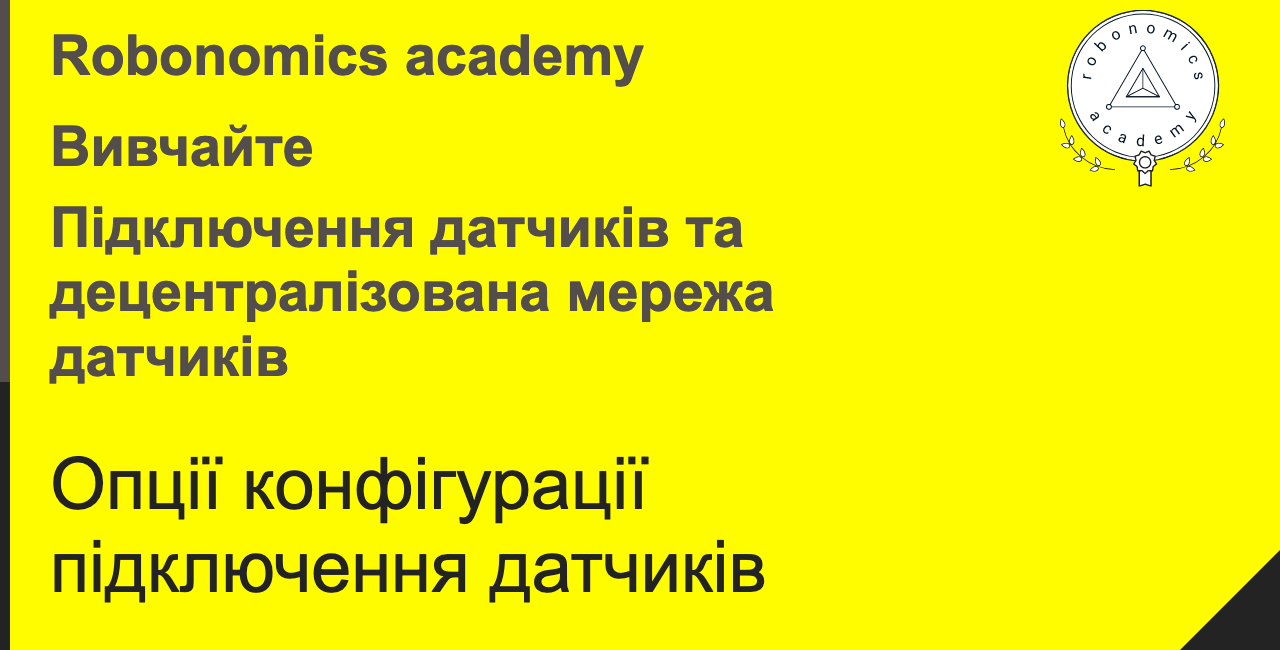 Robonomics academy
Вивчайте
Підключення датчиків та
децентралізована мережа
датчиків
Опції конфігурації
підключення датчиків
robonomics
academy